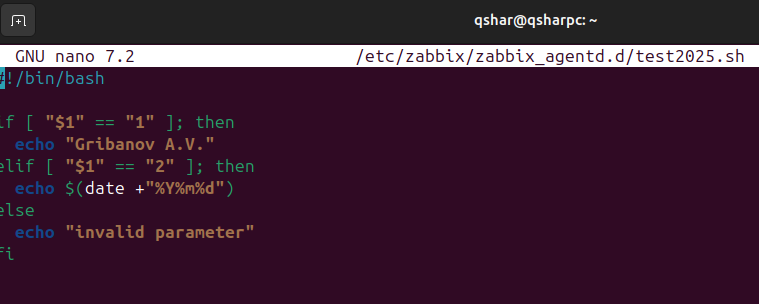 qshar@qsharpc: ~
GNU nano 7.2 /etc/zabbix/zabbix_agentd.d/test2025.sh
#!/bin/bash
if [ "$1" == "1" ]; then
echo "Gribanov A.V."
elif [ "$1" == "2" ]; then
echo $(date +"%Y%m%d")
else
echo "invalid parameter"
fi